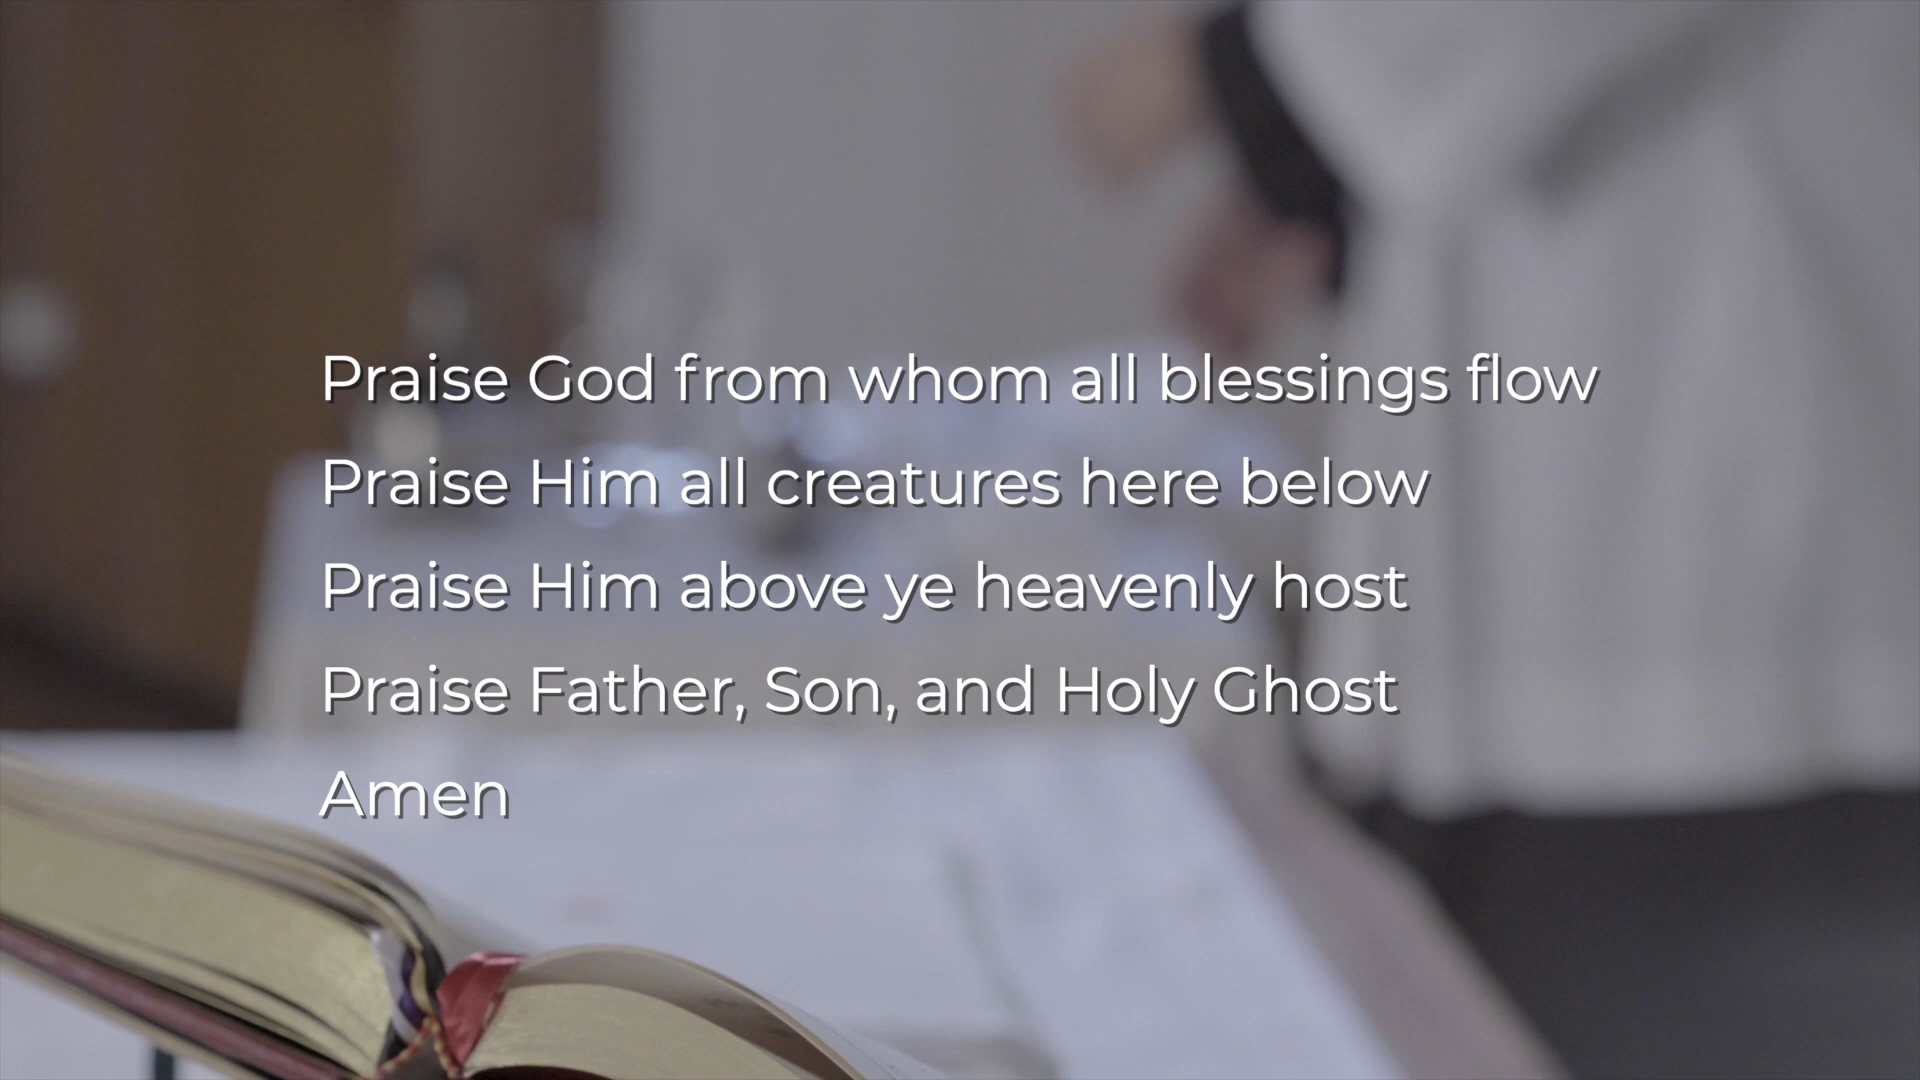 Praise God from whom all blessings flow
Praise Him all creatures here below
Praise Him above ye heavenly host
Praise Father, Son, and Holy Ghost
Amen